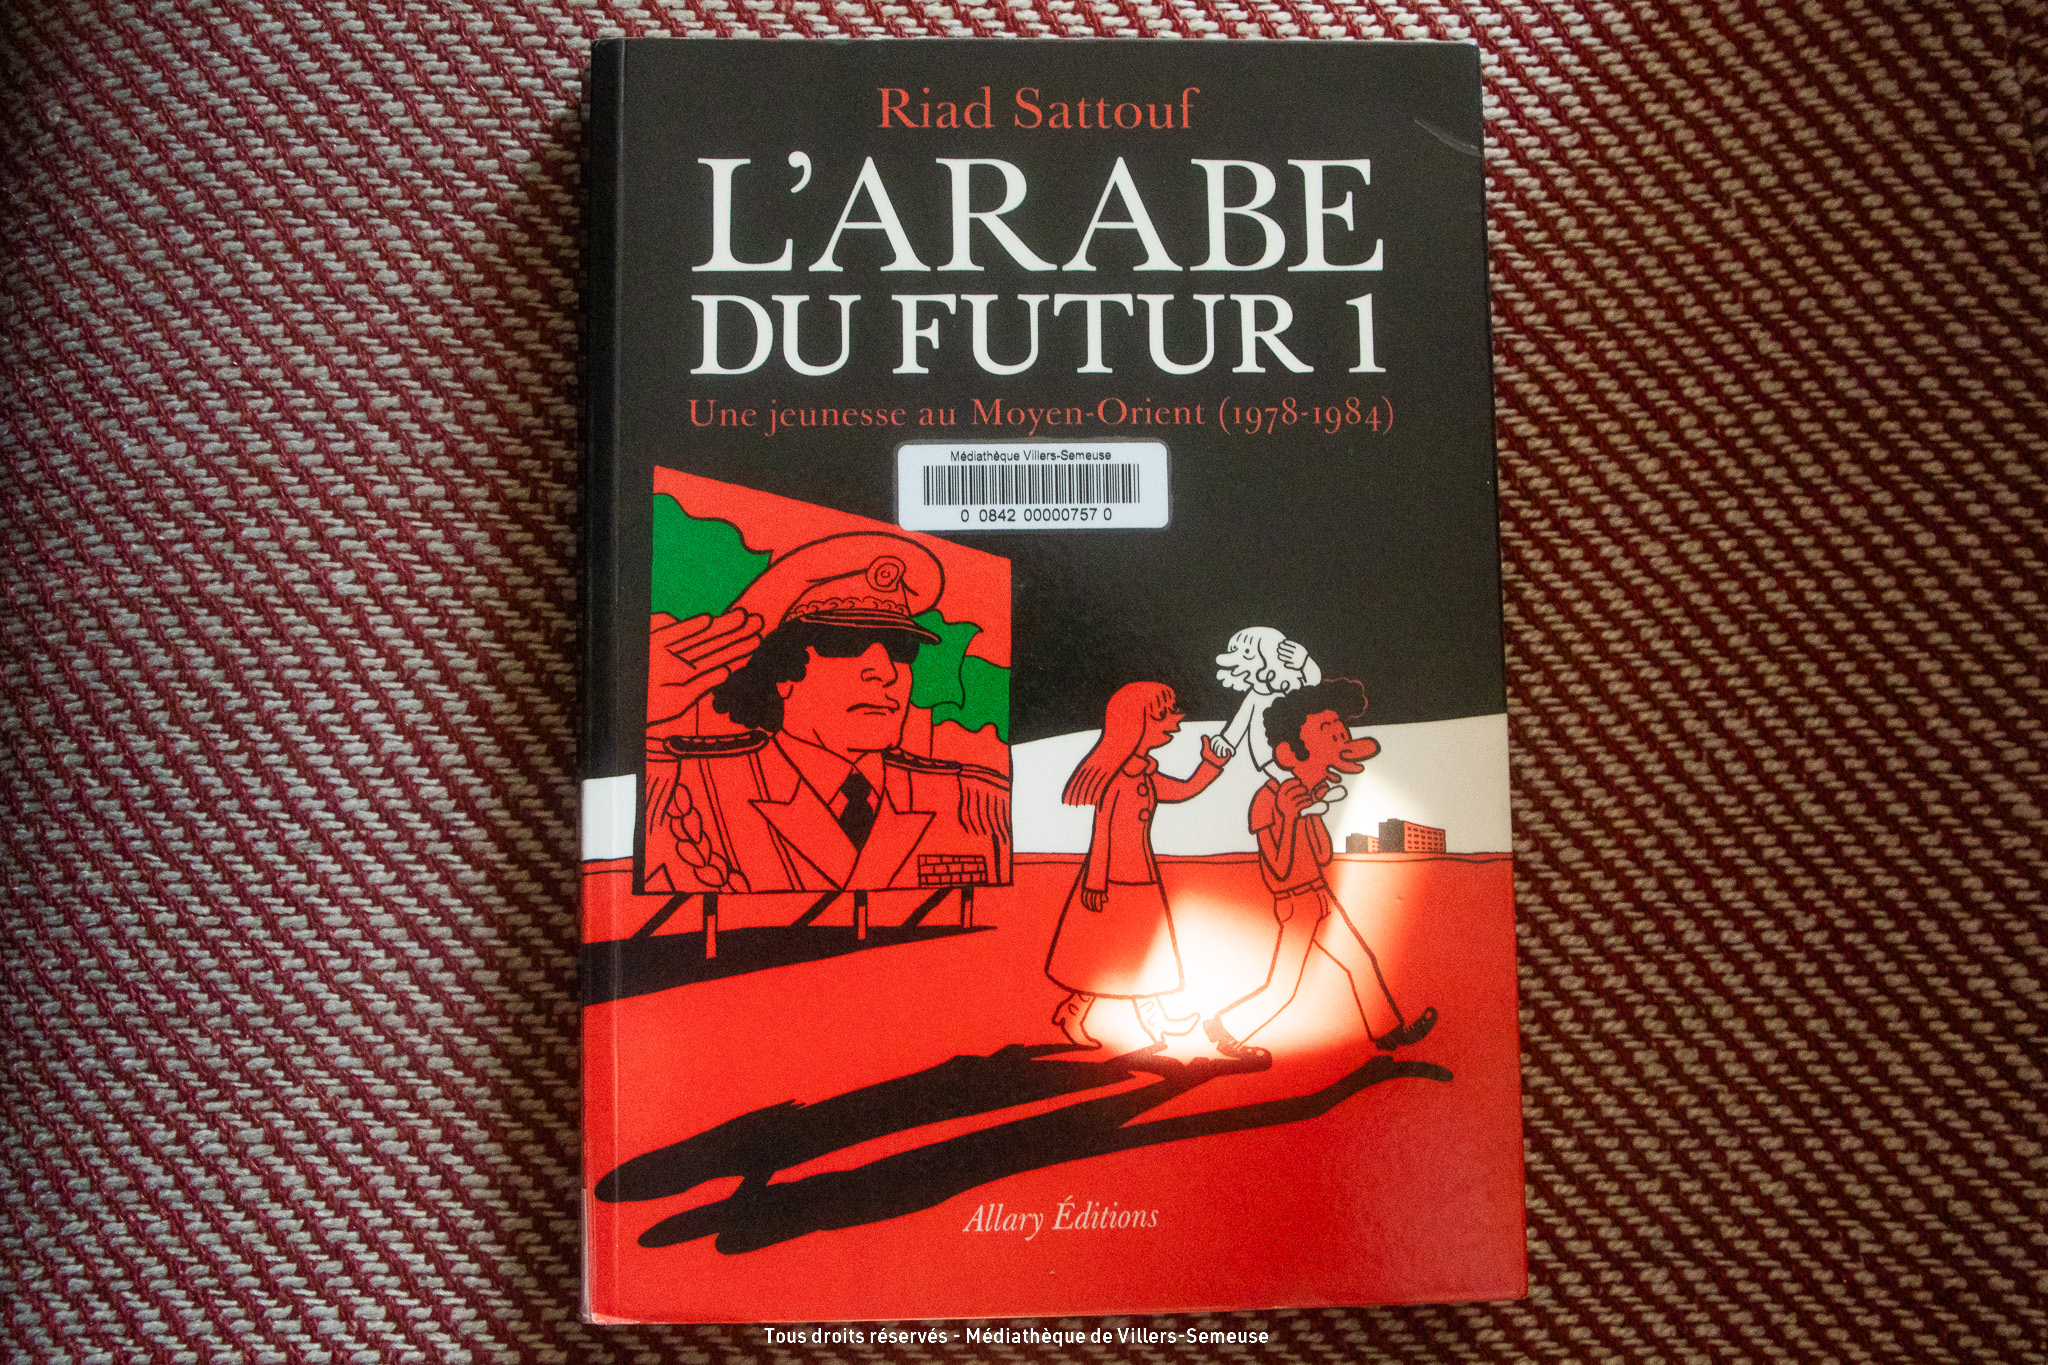 Riad Sattouf
L'ARABE
DU FUTUR 1
Une jeunesse au Moyen-Orient (1978-1984)
Médiathèque Villers-Semeuse
0 0842 00000757 0
Allary Éditions
Tous droits réservés - Médiathèque de Villers-Semeuse